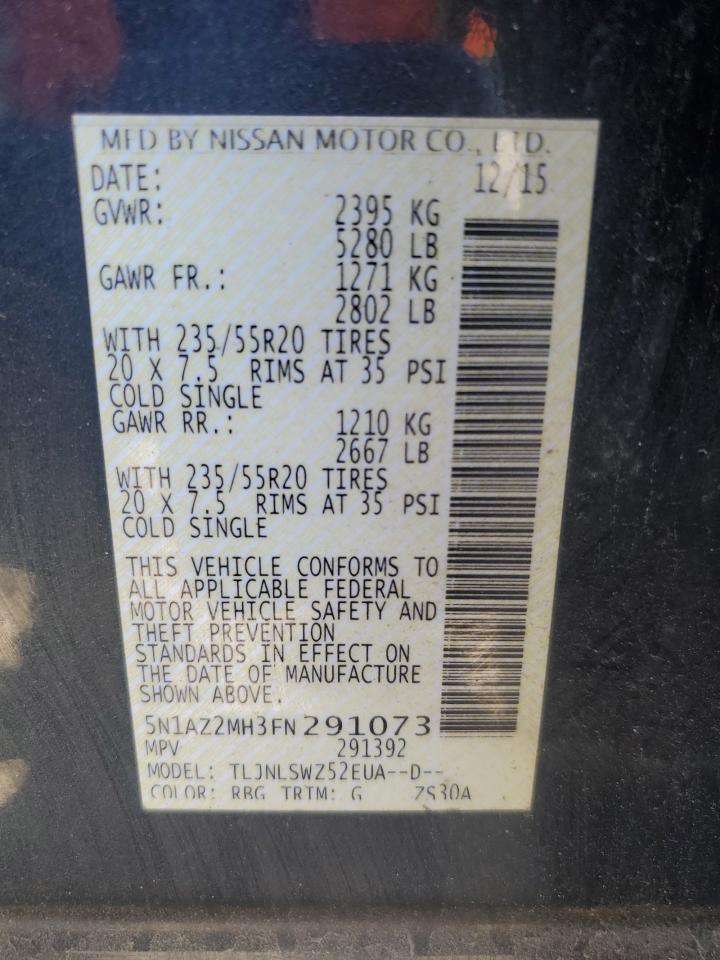 MFD BY NISSAN MOTOR CO., LTD.
DATE: 12/15
GVWR: 2395 KG
5280 LB
GAWR FR.: 1271 KG
2802 LB
WITH 235/55R20 TIRES
20 X 7.5 RIMS AT 35 PSI
COLD SINGLE
GAWR RR.: 1210 KG
2667 LB
WITH 235/55R20 TIRES
20 X 7.5 RIMS AT 35 PSI
COLD SINGLE
THIS VEHICLE CONFORMS TO
ALL APPLICABLE FEDERAL
MOTOR VEHICLE SAFETY AND
THEFT PREVENTION
STANDARDS IN EFFECT ON
THE DATE OF MANUFACTURE
SHOWN ABOVE.
5N1AZ2MH3FN291073
MPV 291392
MODEL: TLJNLSWZ52EUA--D--
COLOR: RBG TRIM: G ZS30A